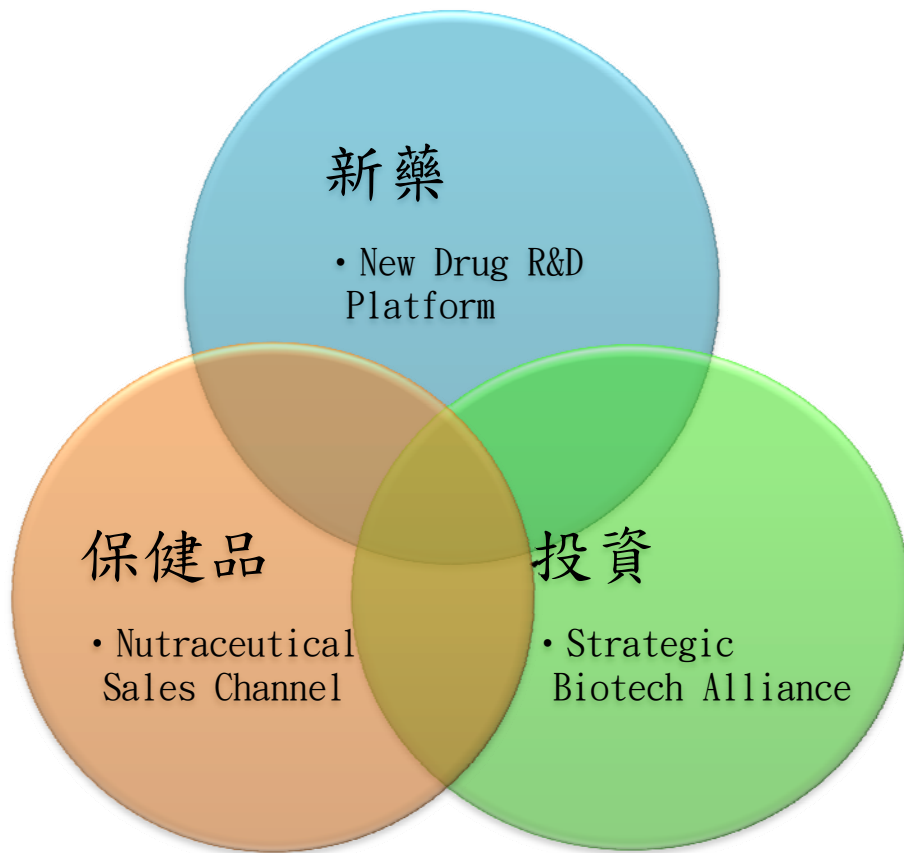 新藥
・New Drug R&D
Platform
保健品
・Nutraceutical
Sales Channel
投資
・Strategic
Biotech Alliance